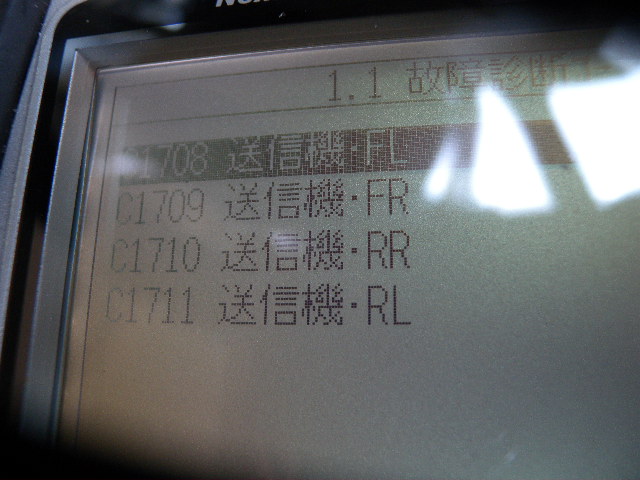 1.1 故障診断
C1708 送信機・FL
C1709 送信機・FR
C1710 送信機・RR
C1711 送信機・RL